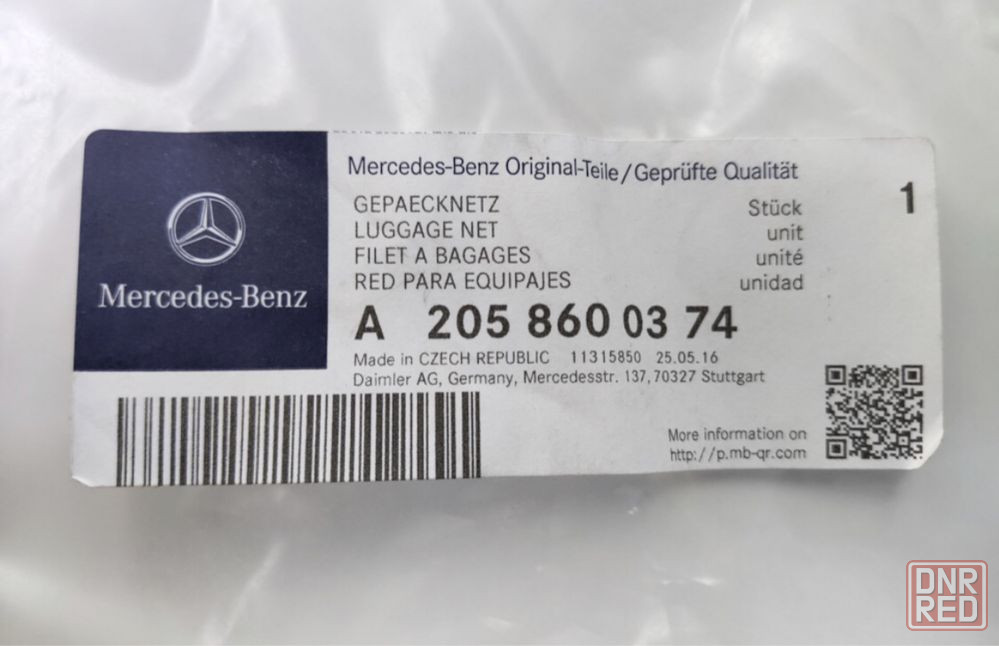 Mercedes-Benz
Mercedes-Benz Original-Teile/Geprüfte Qualität
GEPAECKNETZ Stück 1
LUGGAGE NET unit
FILET A BAGAGES unité
RED PARA EQUIPAJES unidad
A 205 860 03 74
Made in CZECH REPUBLIC 11315850 25.05.16
Daimler AG, Germany, Mercedesstr. 137, 70327 Stuttgart
More information on
http://p.mb-qr.com
DNR
RED